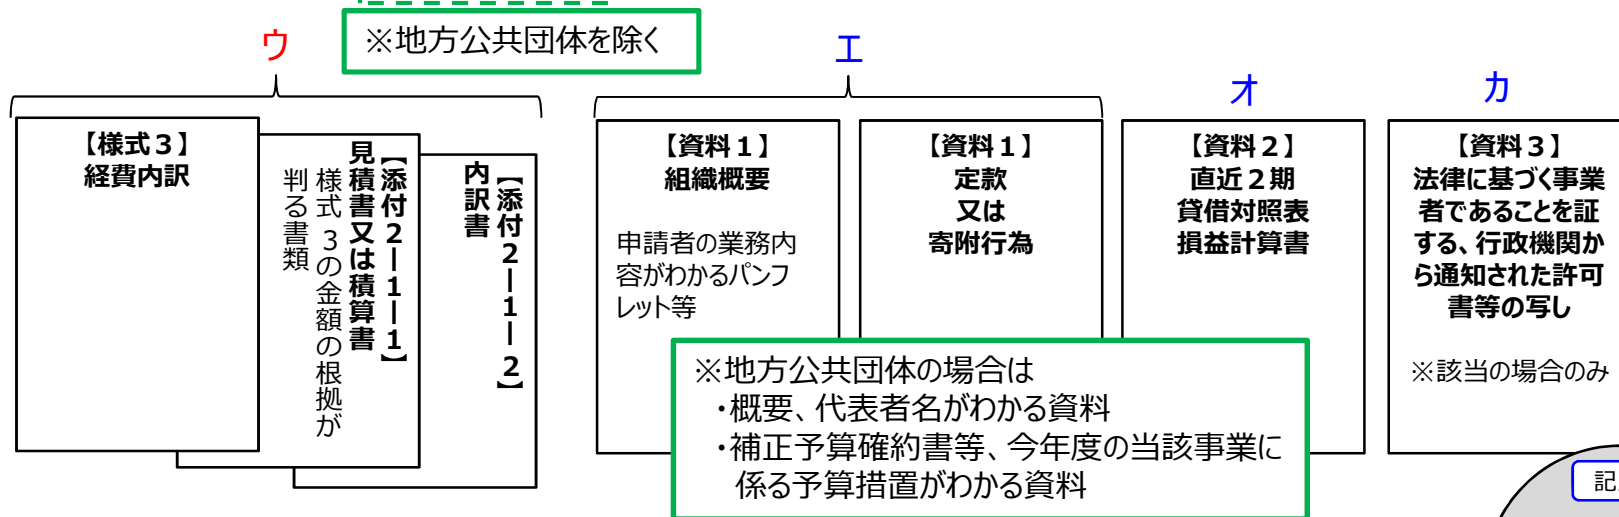 ※地方公共団体を除く
ウ
エ
オ
カ
【様式３】
経費内訳
【添付２ー１ー１】
見積書又は積算書
様式３の金額の根拠が
判る書類
【添付２ー１ー２】
内訳書
【資料１】
組織概要
申請者の業務内
容がわかるパンフ
レット等
【資料１】
定款
又は
寄附行為
【資料２】
直近２期
貸借対照表
損益計算書
【資料３】
法律に基づく事業
者であることを証
する、行政機関か
ら通知された許可
書等の写し
※該当の場合のみ
※地方公共団体の場合は
・概要、代表者名がわかる資料
・補正予算確約書等、今年度の当該事業に
係る予算措置がわかる資料
記